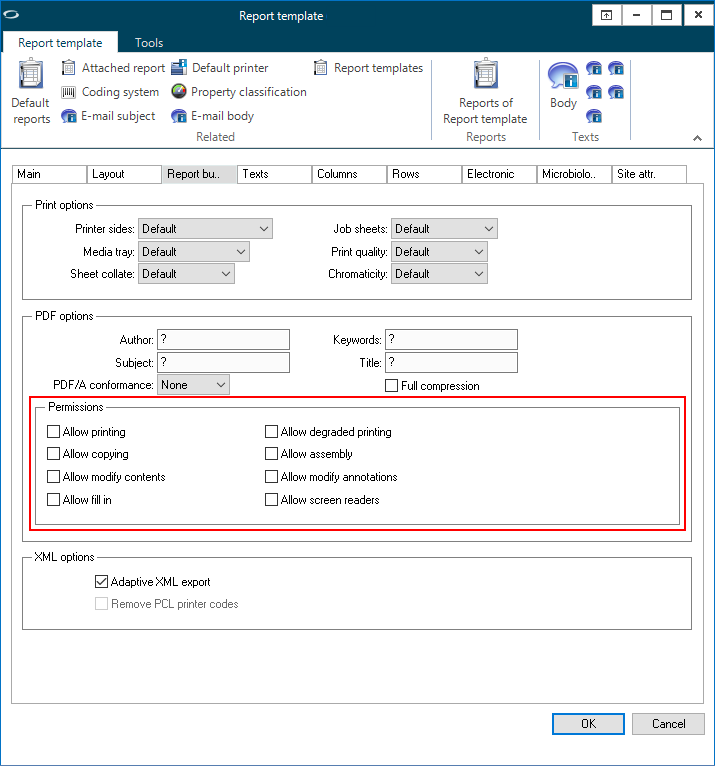 Report template
Report template Tools
Attached report Default printer Report templates
Coding system Property classification
E-mail subject E-mail body
Default reports
Reports of Report template
Body
Related Reports Texts
Main Layout Report bu.. Texts Columns Rows Electronic Microbiolo.. Site attr.
Print options
Printer sides: Default Job sheets: Default
Media tray: Default Print quality: Default
Sheet collate: Default Chromaticity: Default
PDF options
Author: ? Keywords: ?
Subject: ? Title: ?
PDF/A conformance: None Full compression
Permissions
Allow printing Allow degraded printing
Allow copying Allow assembly
Allow modify contents Allow modify annotations
Allow fill in Allow screen readers
XML options
Adaptive XML export
Remove PCL printer codes
OK Cancel